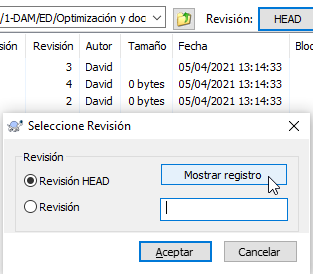 /1-DAM/ED/Optimización y doc Revisión: HEAD
sión Revisión Autor Tamaño Fecha Bloc
3 David 05/04/2021 13:14:33
4 David 0 bytes 05/04/2021 13:14:33
2 David 0 bytes 05/04/2021 13:14:33
Seleccione Revisión
Revisión
Revisión HEAD Mostrar registro
Revisión
Aceptar Cancelar